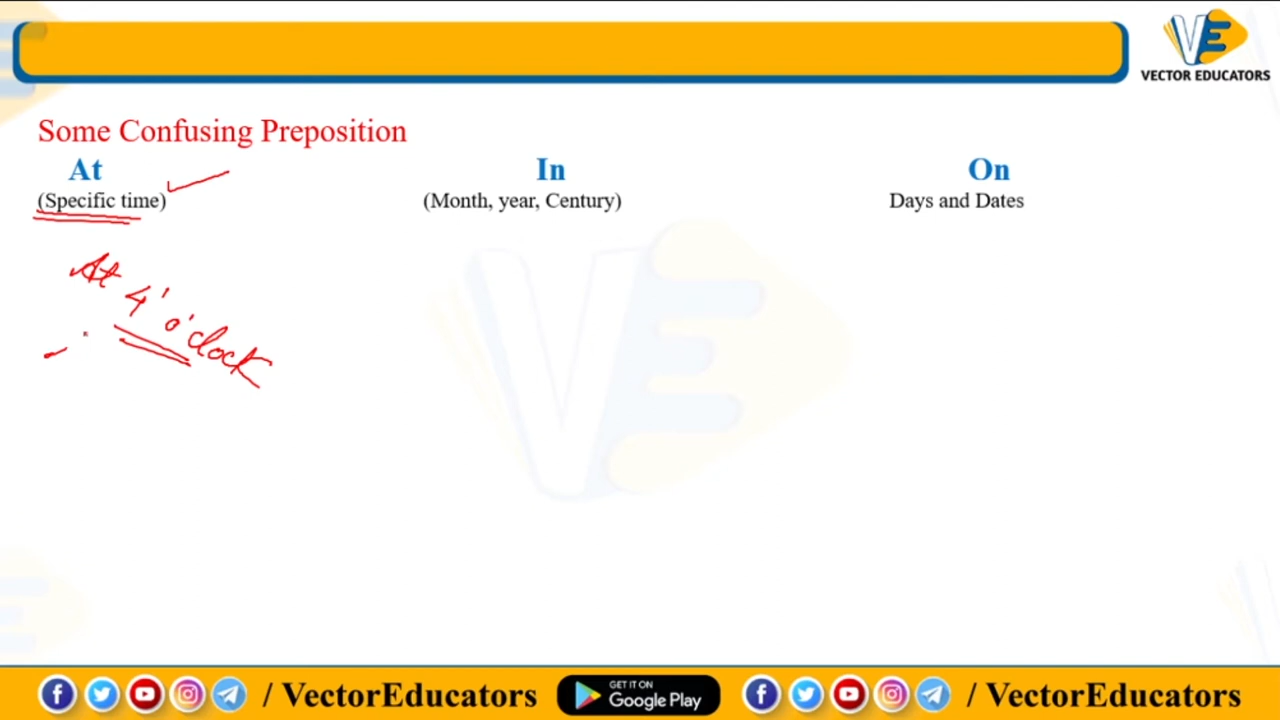 VECTOR EDUCATORS
Some Confusing Preposition
At In On
(Specific time) (Month, year, Century) Days and Dates
At 4' o'clock
/ VectorEducators GET IT ON Google Play / VectorEducators